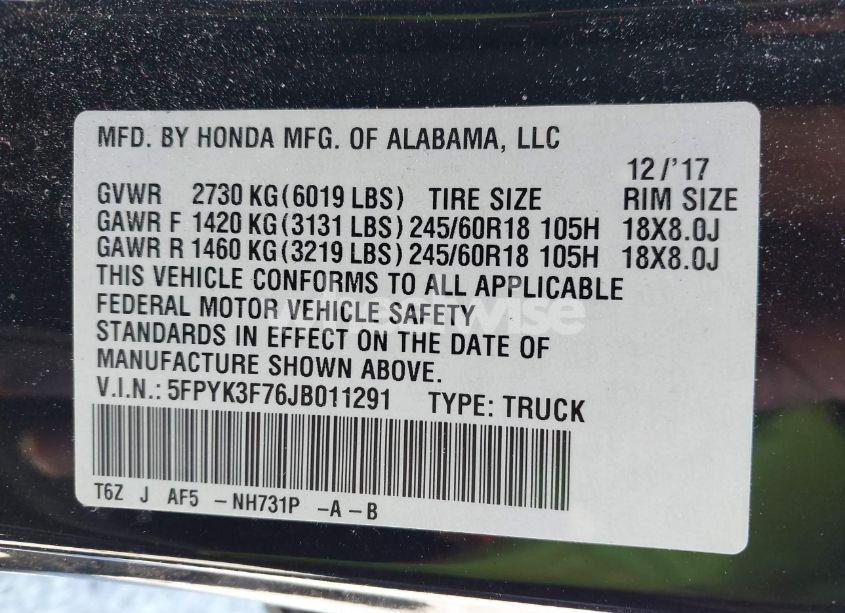 MFD. BY HONDA MFG. OF ALABAMA, LLC
12/'17
GVWR 2730 KG(6019 LBS) TIRE SIZE RIM SIZE
GAWR F 1420 KG(3131 LBS) 245/60R18 105H 18X8.0J
GAWR R 1460 KG(3219 LBS) 245/60R18 105H 18X8.0J
THIS VEHICLE CONFORMS TO ALL APPLICABLE
FEDERAL MOTOR VEHICLE SAFETY
STANDARDS IN EFFECT ON THE DATE OF
MANUFACTURE SHOWN ABOVE.
V.I.N.: 5FPYK3F76JB011291 TYPE: TRUCK
T6Z J AF5 -NH731P -A-B